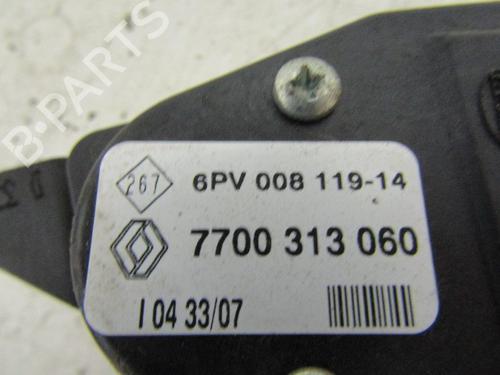 B-PARTS
267
6PV 008 119-14
7700 313 060
I 04 33/07